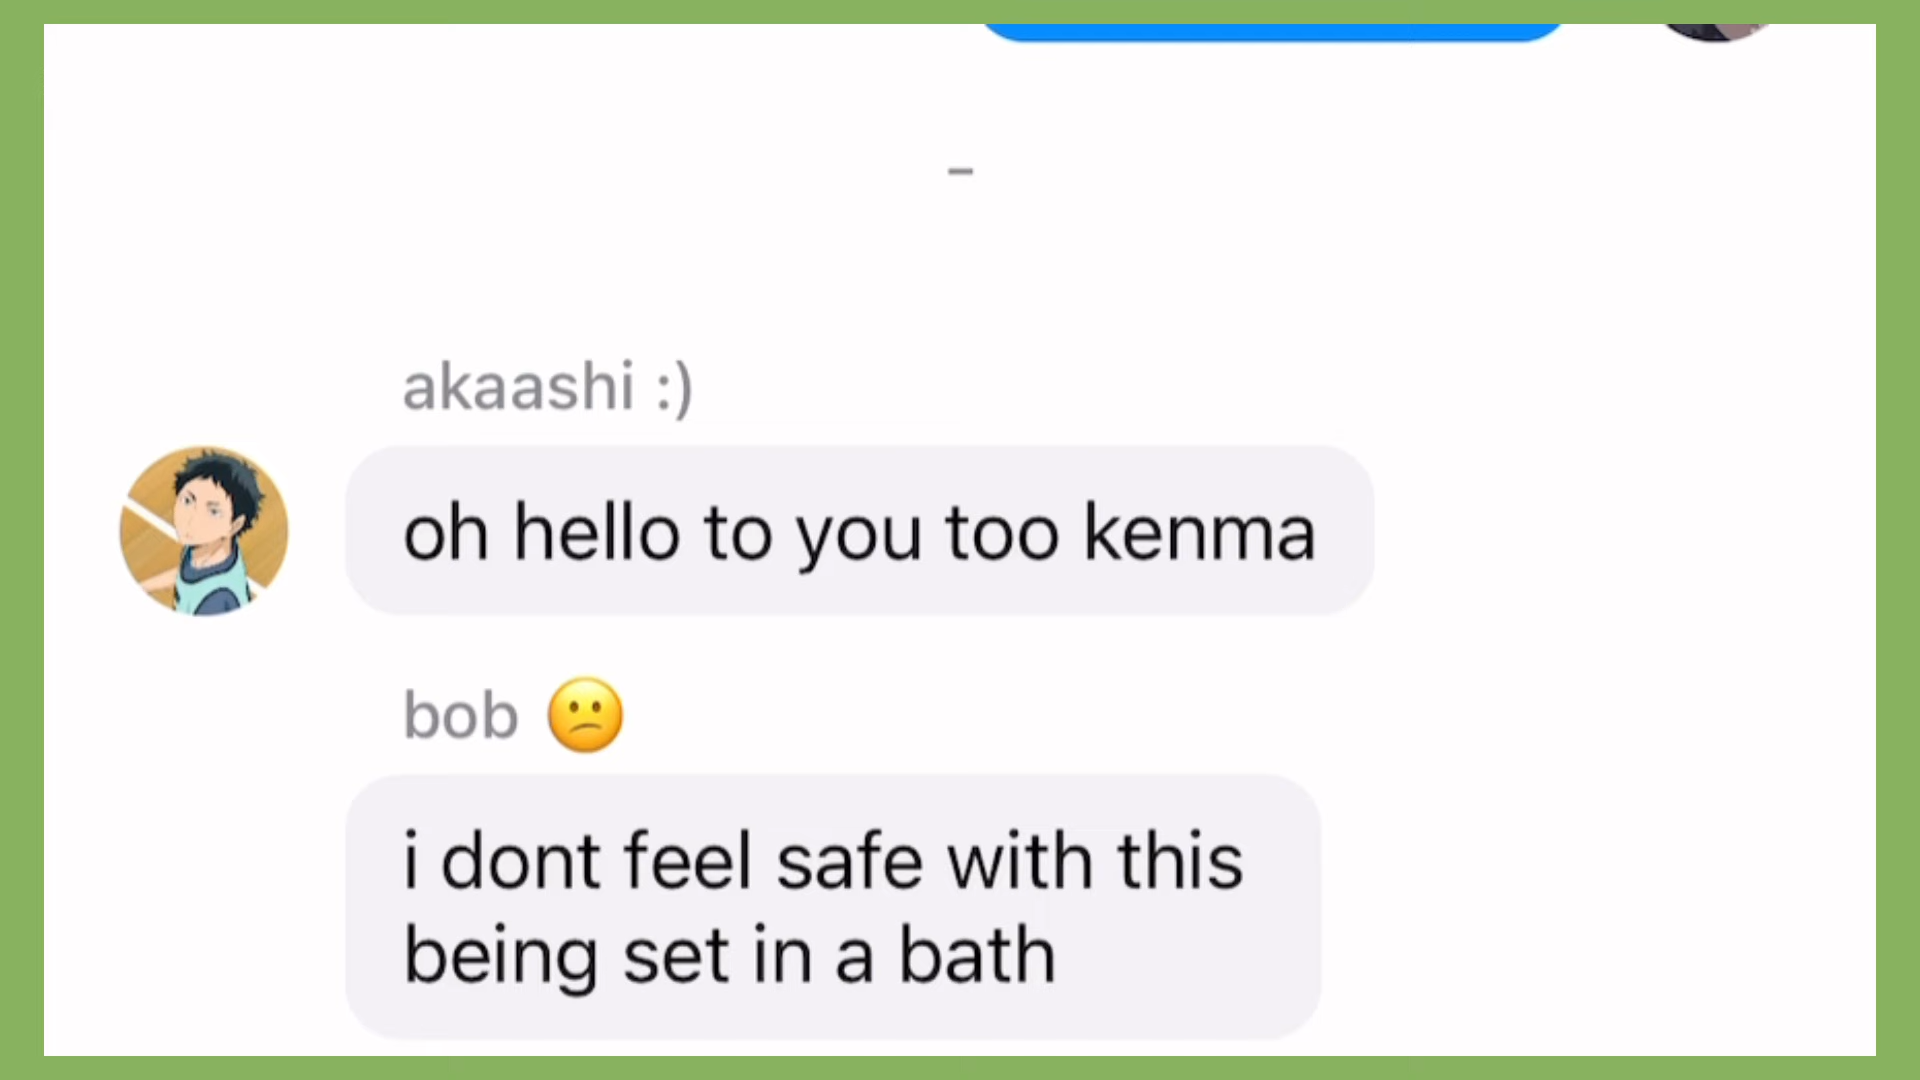 -
akaashi :)
oh hello to you too kenma
bob 😕
i dont feel safe with this
being set in a bath